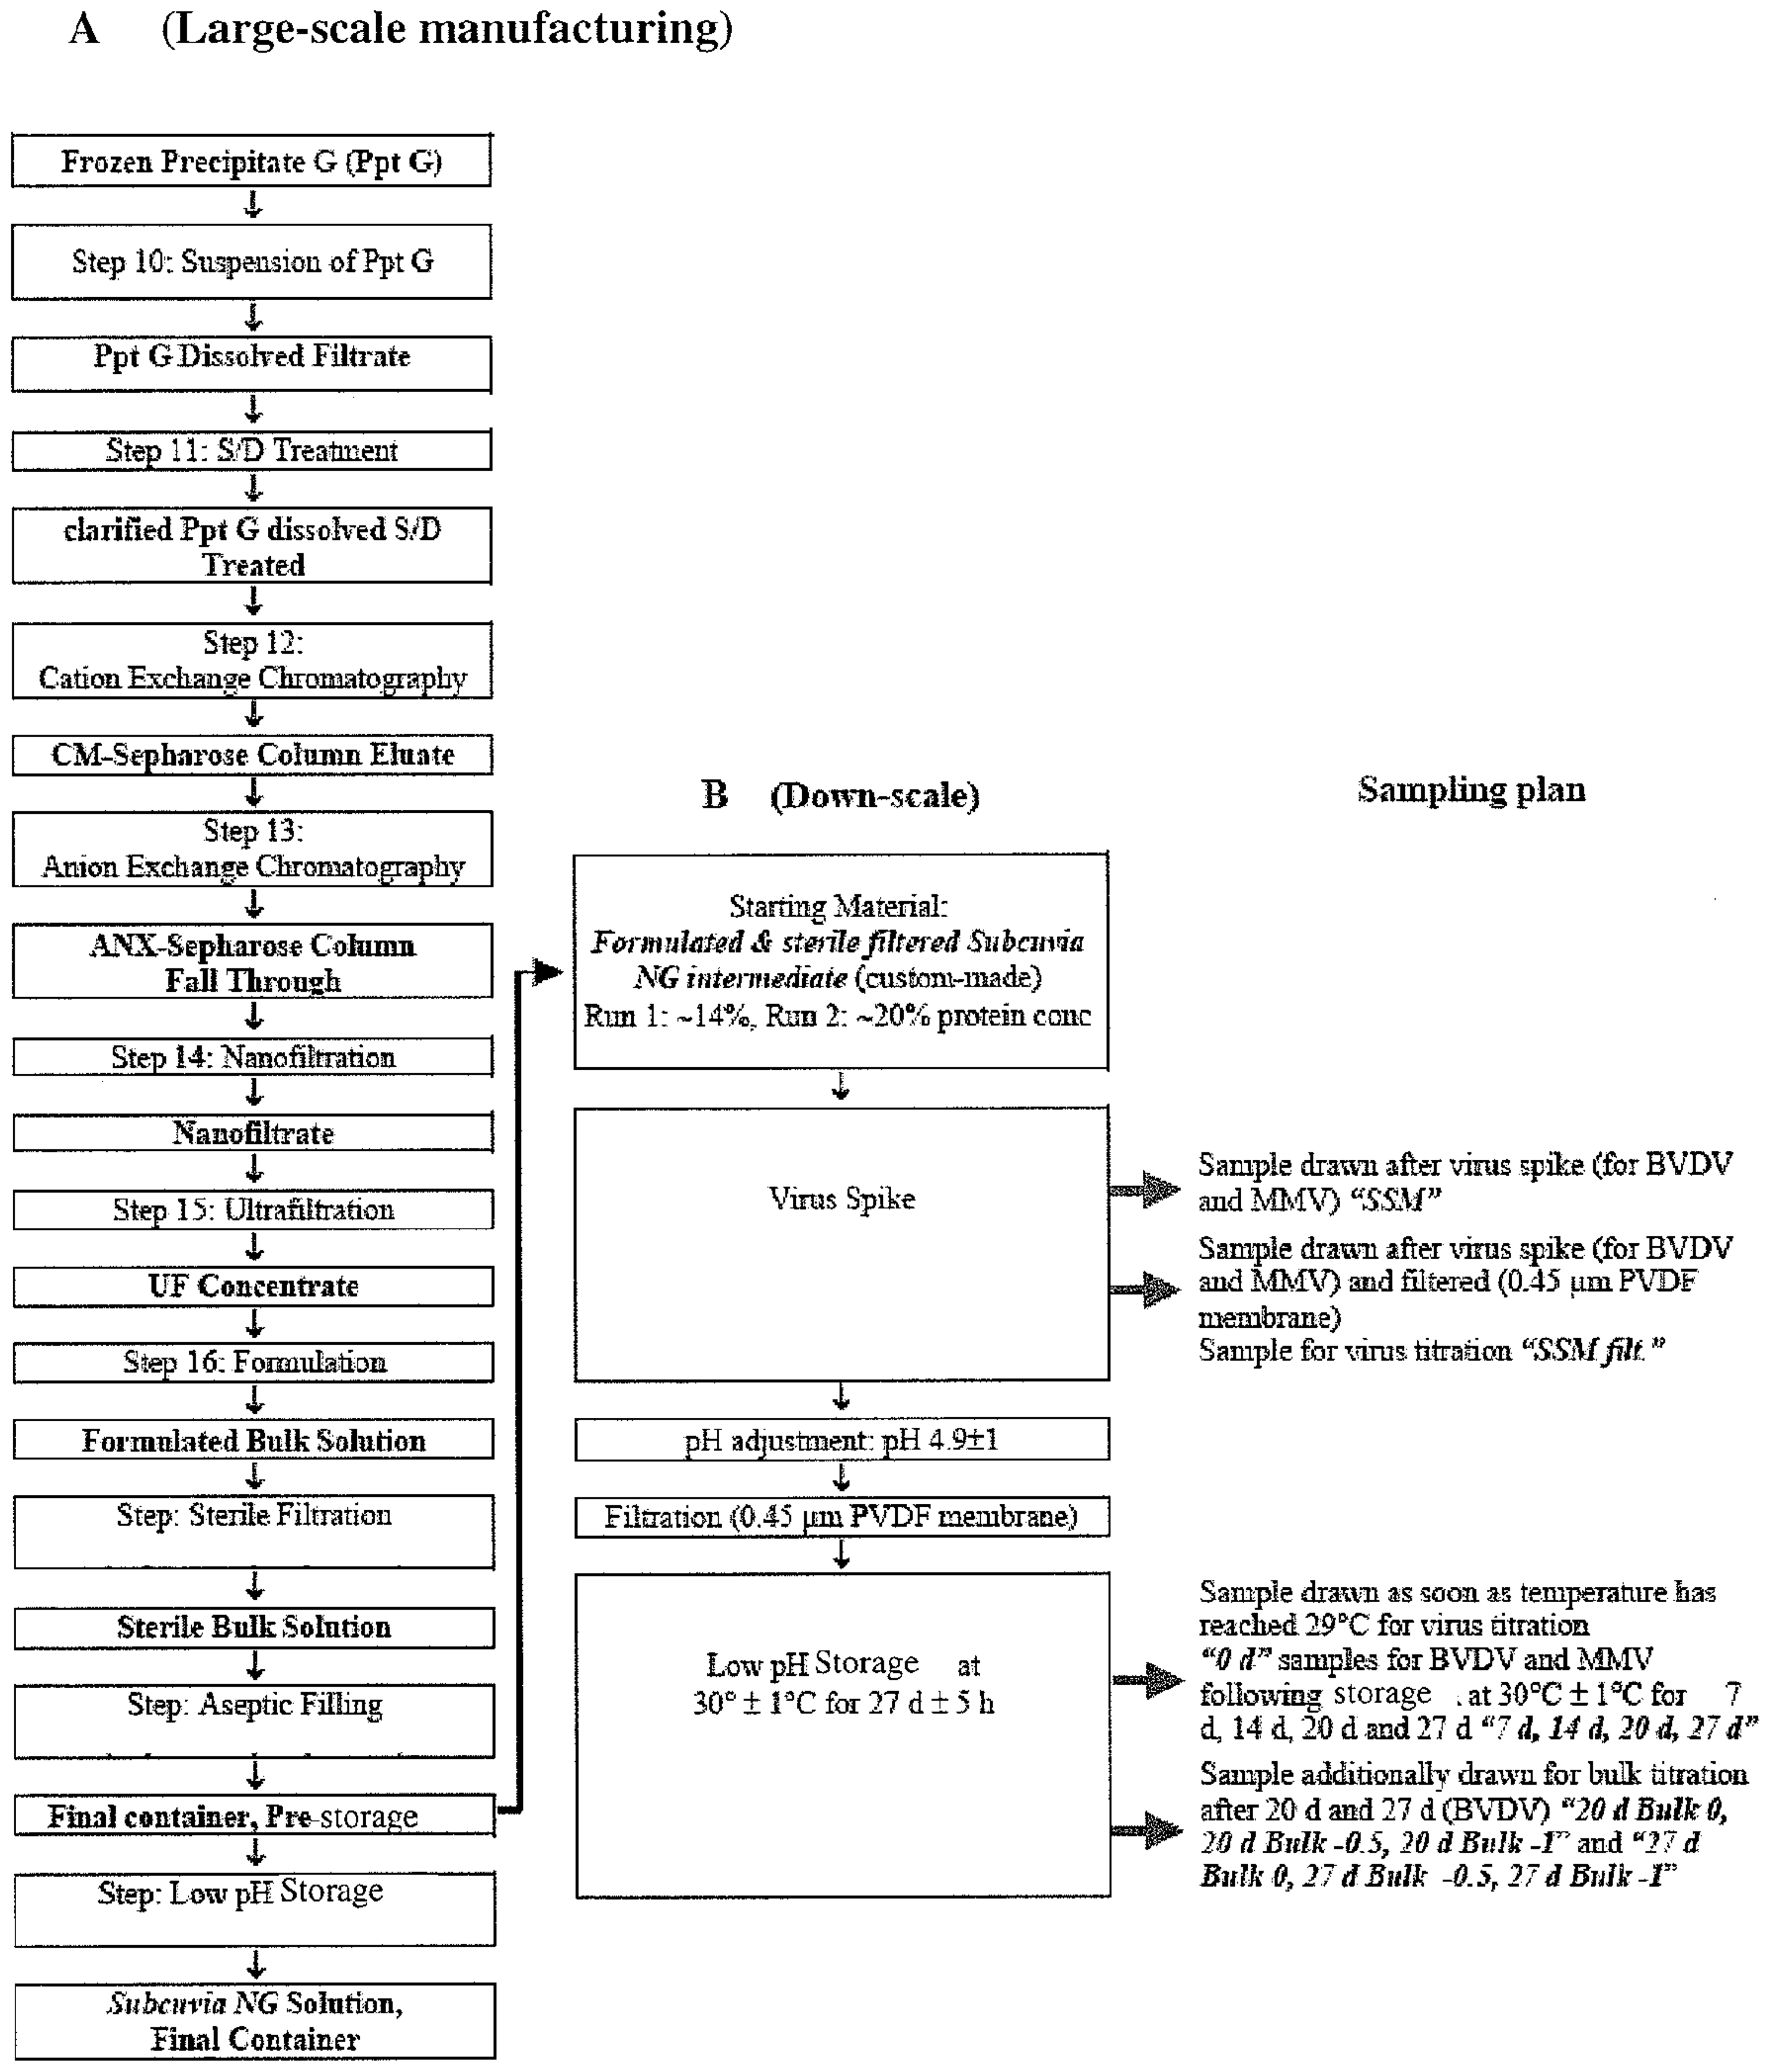 A (Large-scale manufacturing)
Frozen Precipitate G (Ppt G)
Step 10: Suspension of Ppt G
Ppt G Dissolved Filtrate
Step 11: S/D Treatment
clarified Ppt G dissolved S/D
Treated
Step 12:
Cation Exchange Chromatography
CM-Sepharose Column Eluate
Step 13:
Anion Exchange Chromatography
ANX-Sepharose Column
Fall Through
Step 14: Nanofiltration
Nanofiltrate
Step 15: Ultrafiltration
UF Concentrate
Step 16: Formulation
Formulated Bulk Solution
Step: Sterile Filtration
Sterile Bulk Solution
Step: Aseptic Filling
Final container, Pre-storage
Step: Low pH Storage
Subcuvia NG Solution,
Final Container
B (Down-scale)
Starting Material:
Formulated & sterile filtered Subcuvia
NG intermediate (custom-made)
Run 1: ~14%, Run 2: ~20% protein conc
Virus Spike
pH adjustment: pH 4.9±1
Filtration (0.45 µm PVDF membrane)
Low pH Storage at
30° ± 1°C for 27 d ± 5 h
Sampling plan
Sample drawn after virus spike (for BVDV
and MMV) “SSM”
Sample drawn after virus spike (for BVDV
and MMV) and filtered (0.45 µm PVDF
membrane)
Sample for virus titration “SSM filt.”
Sample drawn as soon as temperature has
reached 29°C for virus titration
“0 d” samples for BVDV and MMV
following storage at 30°C ± 1°C for 7
d, 14 d, 20 d and 27 d “7 d, 14 d, 20 d, 27 d”
Sample additionally drawn for bulk titration
after 20 d and 27 d (BVDV) “20 d Bulk 0,
20 d Bulk -0.5, 20 d Bulk -1” and “27 d
Bulk 0, 27 d Bulk -0.5, 27 d Bulk -1”